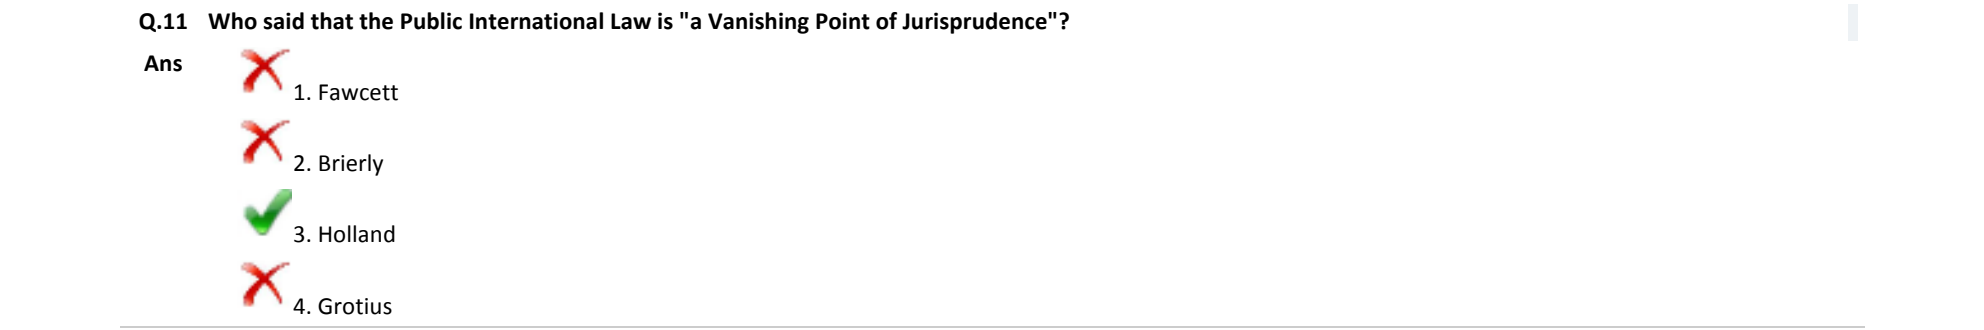 Q.11 Who said that the Public International Law is "a Vanishing Point of Jurisprudence"?
Ans
1. Fawcett
2. Brierly
3. Holland
4. Grotius